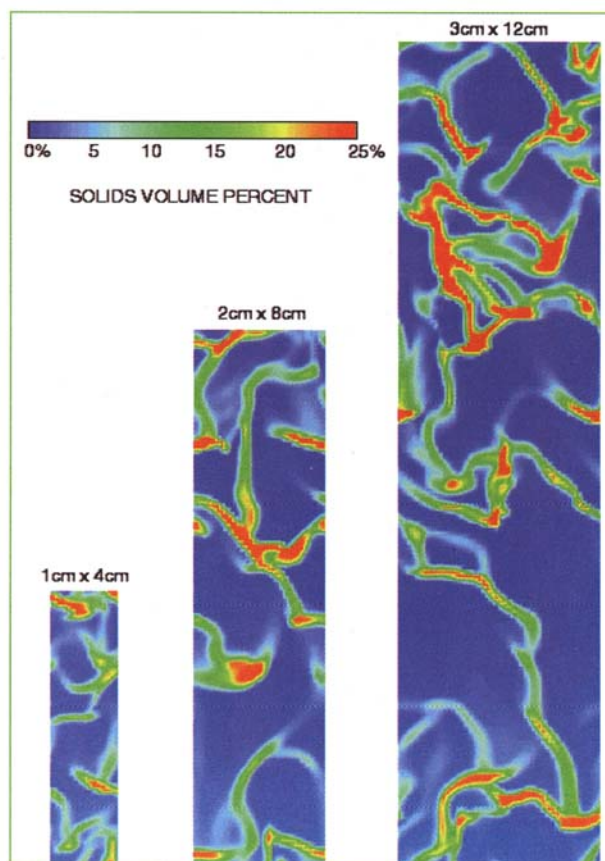 3cm x 12cm
0% 5 10 15 20 25%
SOLIDS VOLUME PERCENT
2cm x 8cm
1cm x 4cm